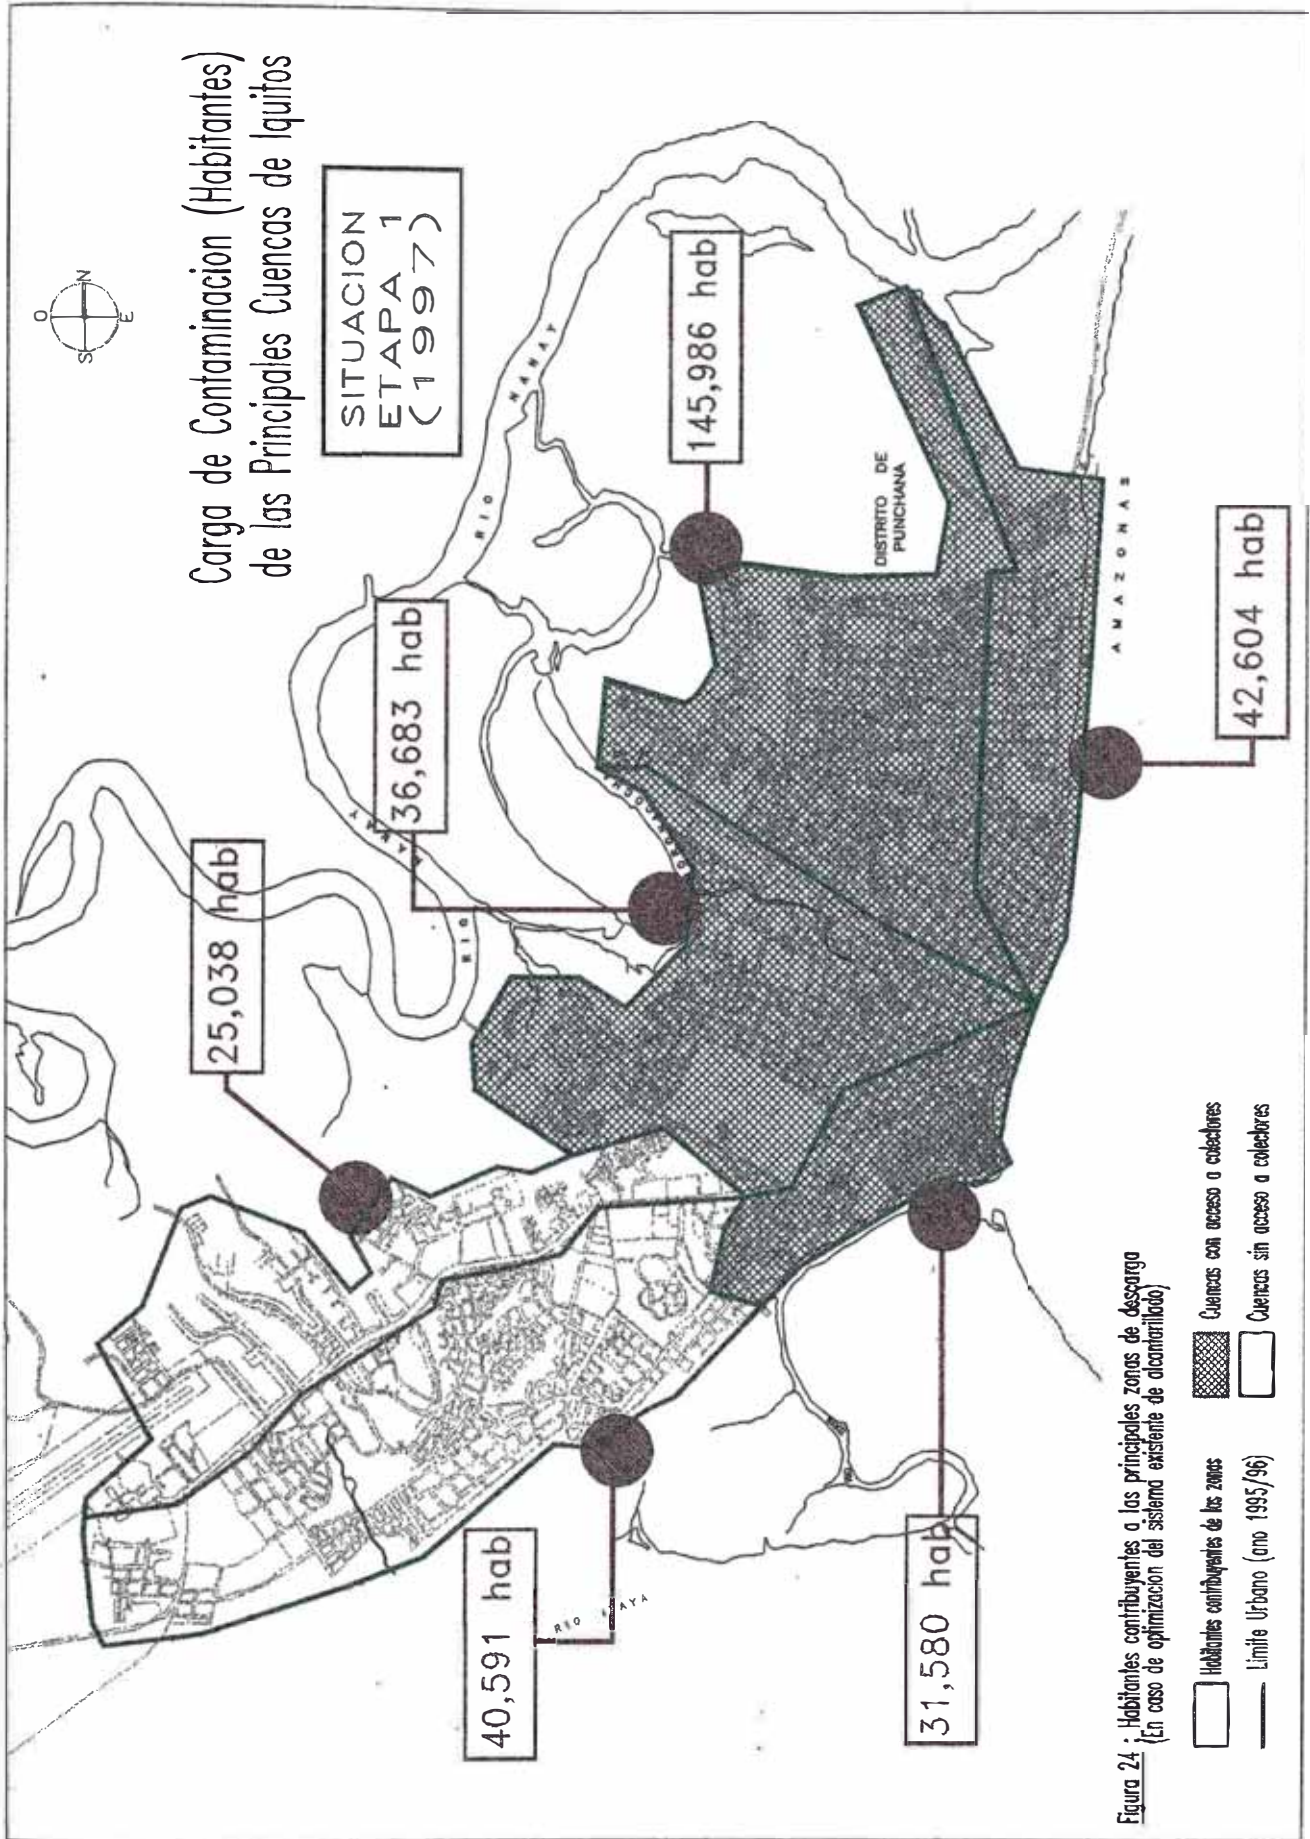 Carga de Contaminacion (Habitantes)
de las Principales Cuencas de Iquitos
O
S
N
E
SITUACION
ETAPA 1
(1997)
25,038 hab
36,683 hab
145,986 hab
RIO NANAY
RIO NANAY
DISTRITO DE
PUNCHANA
AMAZONAS
40,591 hab
RIO
31,580 hab
42,604 hab
Figura 24 : Habitantes contribuyentes a las principales zonas de descarga
(En caso de optimizacion del sistema existente de alcantarillado)
Habitantes contribuyentes de las zonas
Cuencas con acceso a colectores
Limite Urbano (ano 1995/96)
Cuencas sin acceso a colectores